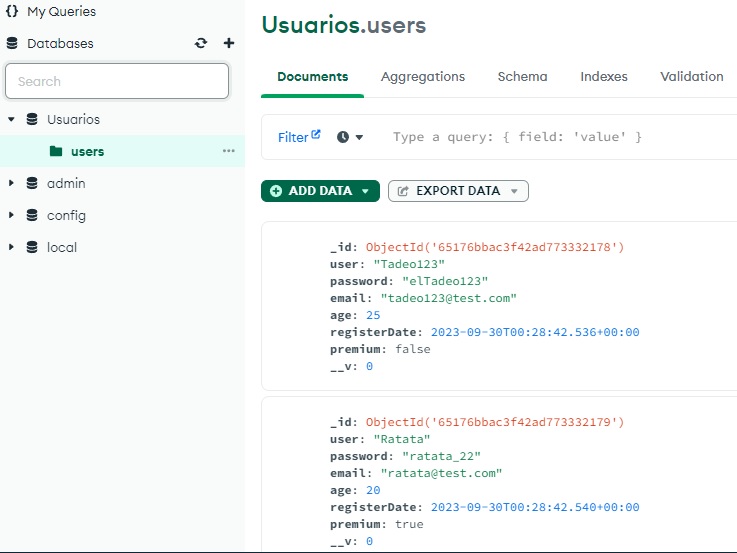 {} My Queries
Databases
Search
Usuarios
users
admin
config
local
Usuarios.users
Documents Aggregations Schema Indexes Validation
Filter Type a query: { field: 'value' }
ADD DATA EXPORT DATA
_id: ObjectId('65176bbac3f42ad773332178')
user: "Tadeo123"
password: "elTadeo123"
email: "tadeo123@test.com"
age: 25
registerDate: 2023-09-30T00:28:42.536+00:00
premium: false
__v: 0
_id: ObjectId('65176bbac3f42ad773332179')
user: "Ratata"
password: "ratata_22"
email: "ratata@test.com"
age: 20
registerDate: 2023-09-30T00:28:42.540+00:00
premium: true
__v: 0